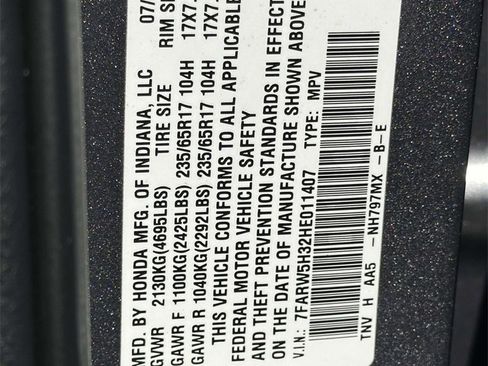 MFD. BY HONDA MFG. OF INDIANA, LLC 07/
GVWR 2130KG(4695LBS) TIRE SIZE RIM SI
GAWR F 1100KG(2425LBS) 235/65R17 104H 17X7.
GAWR R 1040KG(2292LBS) 235/65R17 104H 17X7.
THIS VEHICLE CONFORMS TO ALL APPLICABLE
FEDERAL MOTOR VEHICLE SAFETY
AND THEFT PREVENTION STANDARDS IN EFFECT
ON THE DATE OF MANUFACTURE SHOWN ABOVE
V.I.N.: 7FARW5H32HE011407 TYPE: MPV
TNV H AA5 -NH797MX -B-E